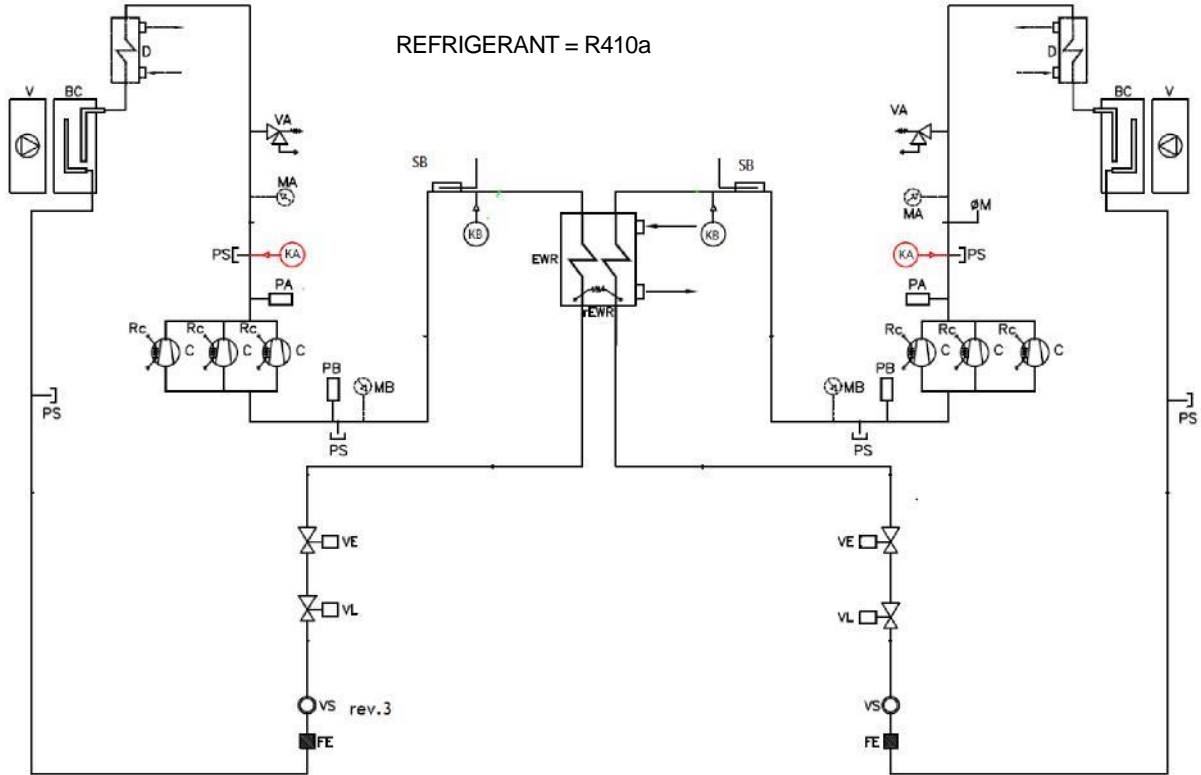 REFRIGERANT = R410a
D
D
V
BC
BC
V
VA
VA
SB
SB
MA
MA
ØM
KB
KB
PS
KA
KA
PS
EWR
PA
PA
rEWR
Rc
Rc
Rc
C
C
C
Rc
Rc
Rc
C
C
C
PB
MB
MB
PB
PS
PS
PS
PS
VE
VE
VL
VL
VS rev.3
VS
FE
FE